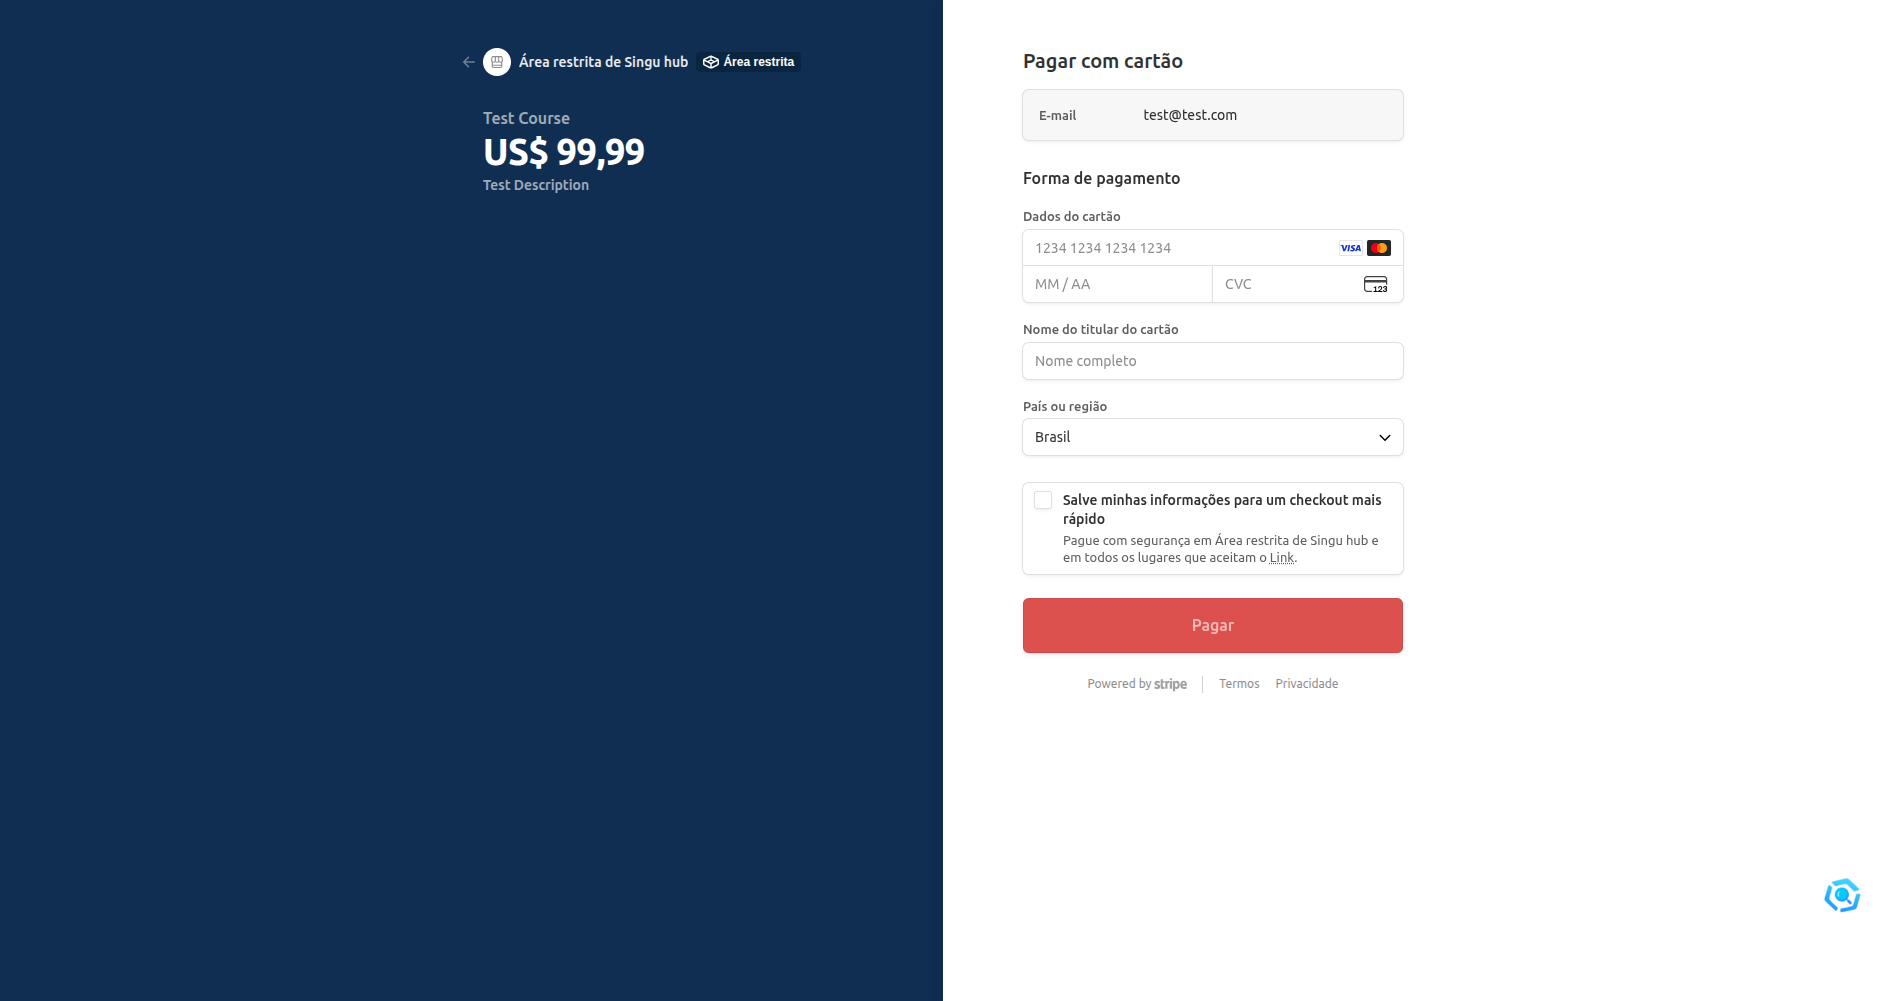 Área restrita de Singu hub
Área restrita
Test Course
US$ 99,99
Test Description
Pagar com cartão
E-mail
test@test.com
Forma de pagamento
Dados do cartão
1234 1234 1234 1234
VISA
MM / AA
CVC
123
Nome do titular do cartão
Nome completo
País ou região
Brasil
Salve minhas informações para um checkout mais
rápido
Pague com segurança em Área restrita de Singu hub e
em todos os lugares que aceitam o Link.
Pagar
Powered by stripe
Termos
Privacidade